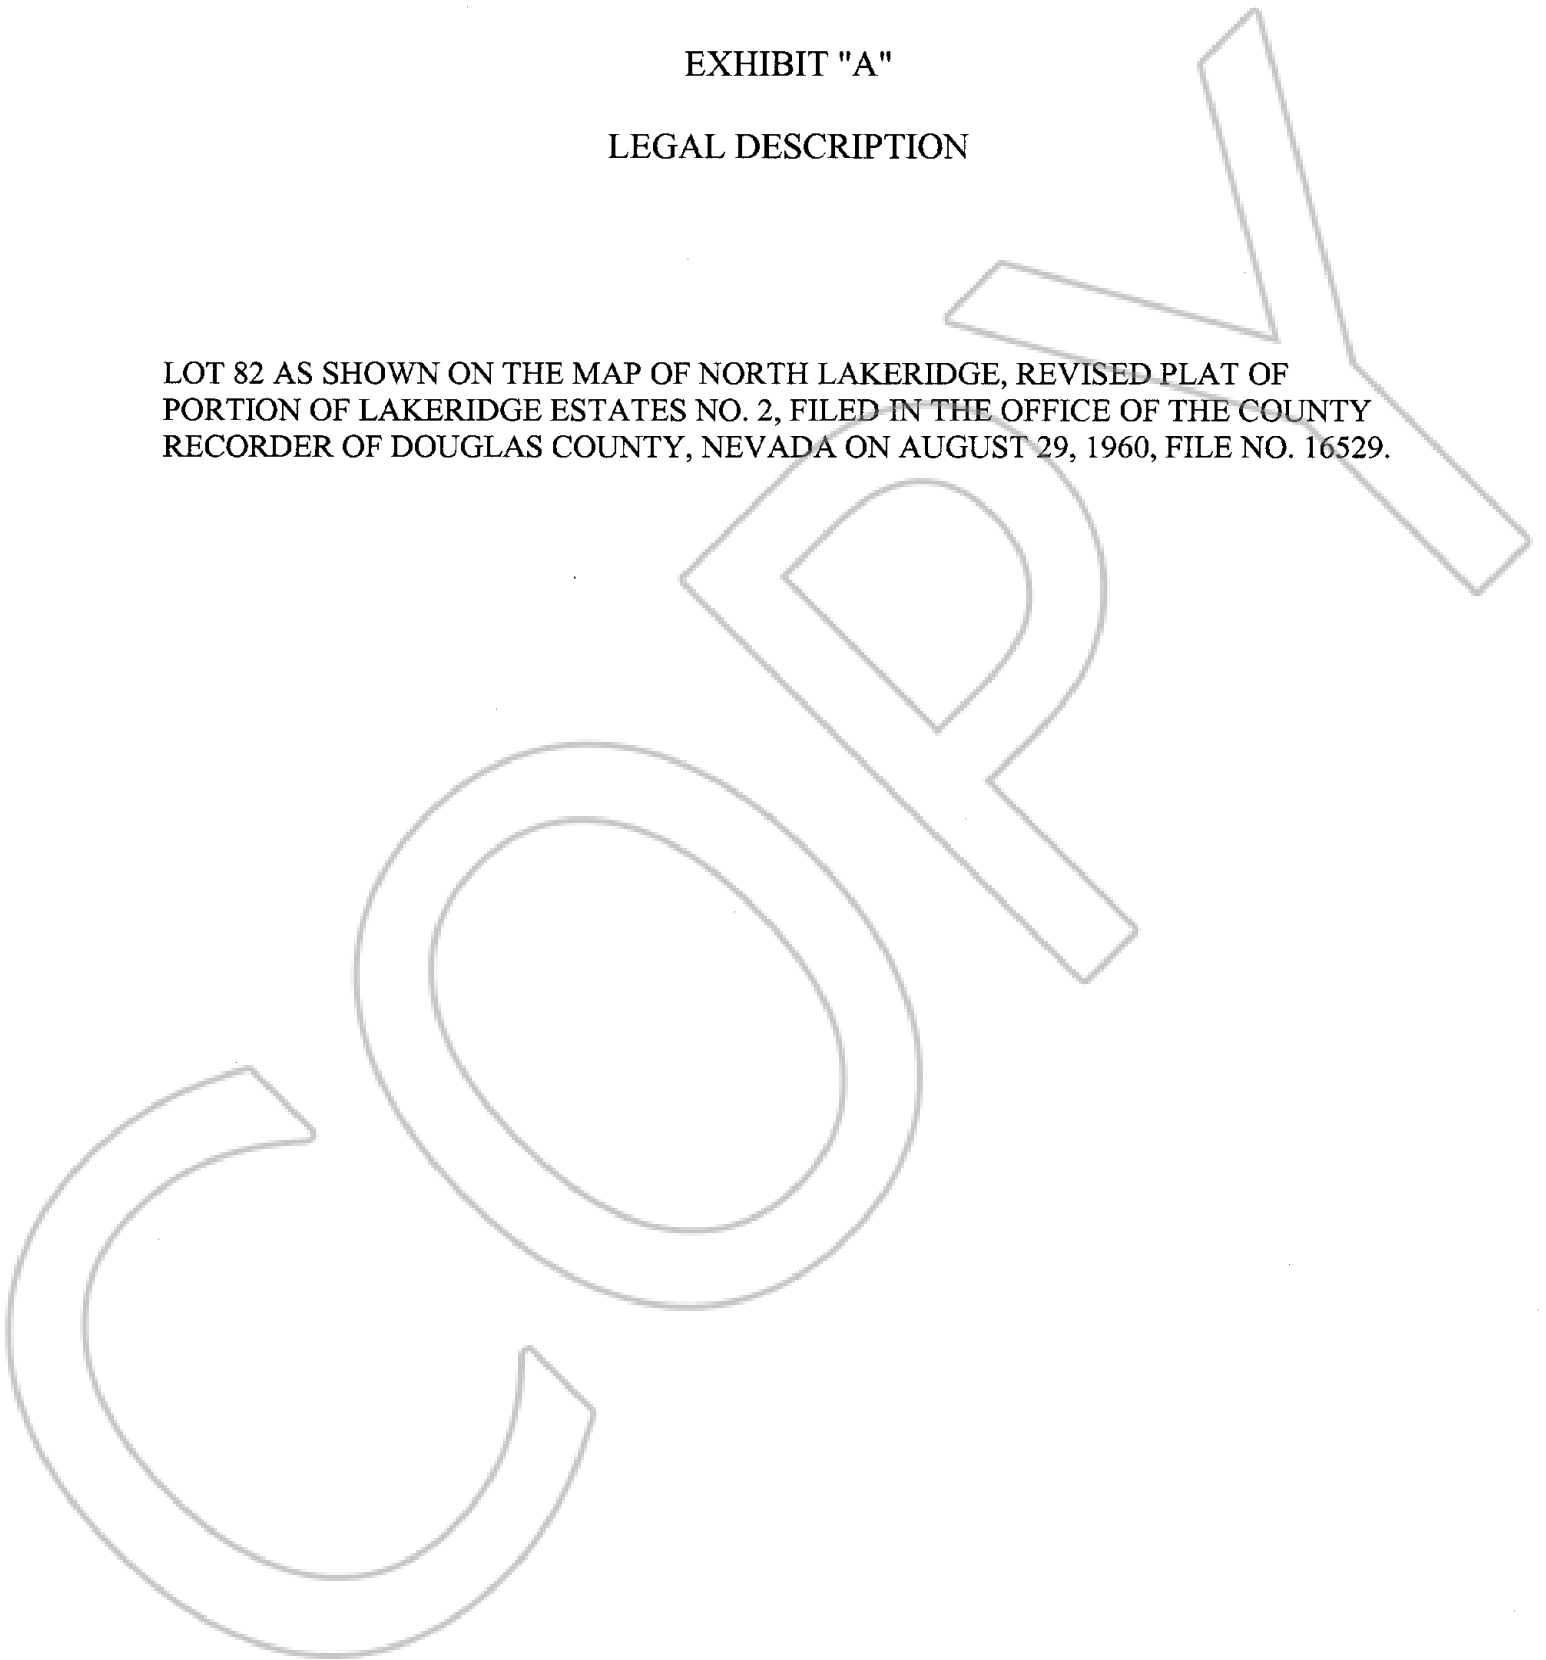 EXHIBIT "A"
LEGAL DESCRIPTION
LOT 82 AS SHOWN ON THE MAP OF NORTH LAKERIDGE, REVISED PLAT OF
PORTION OF LAKERIDGE ESTATES NO. 2, FILED IN THE OFFICE OF THE COUNTY
RECORDER OF DOUGLAS COUNTY, NEVADA ON AUGUST 29, 1960, FILE NO. 16529.
COPY